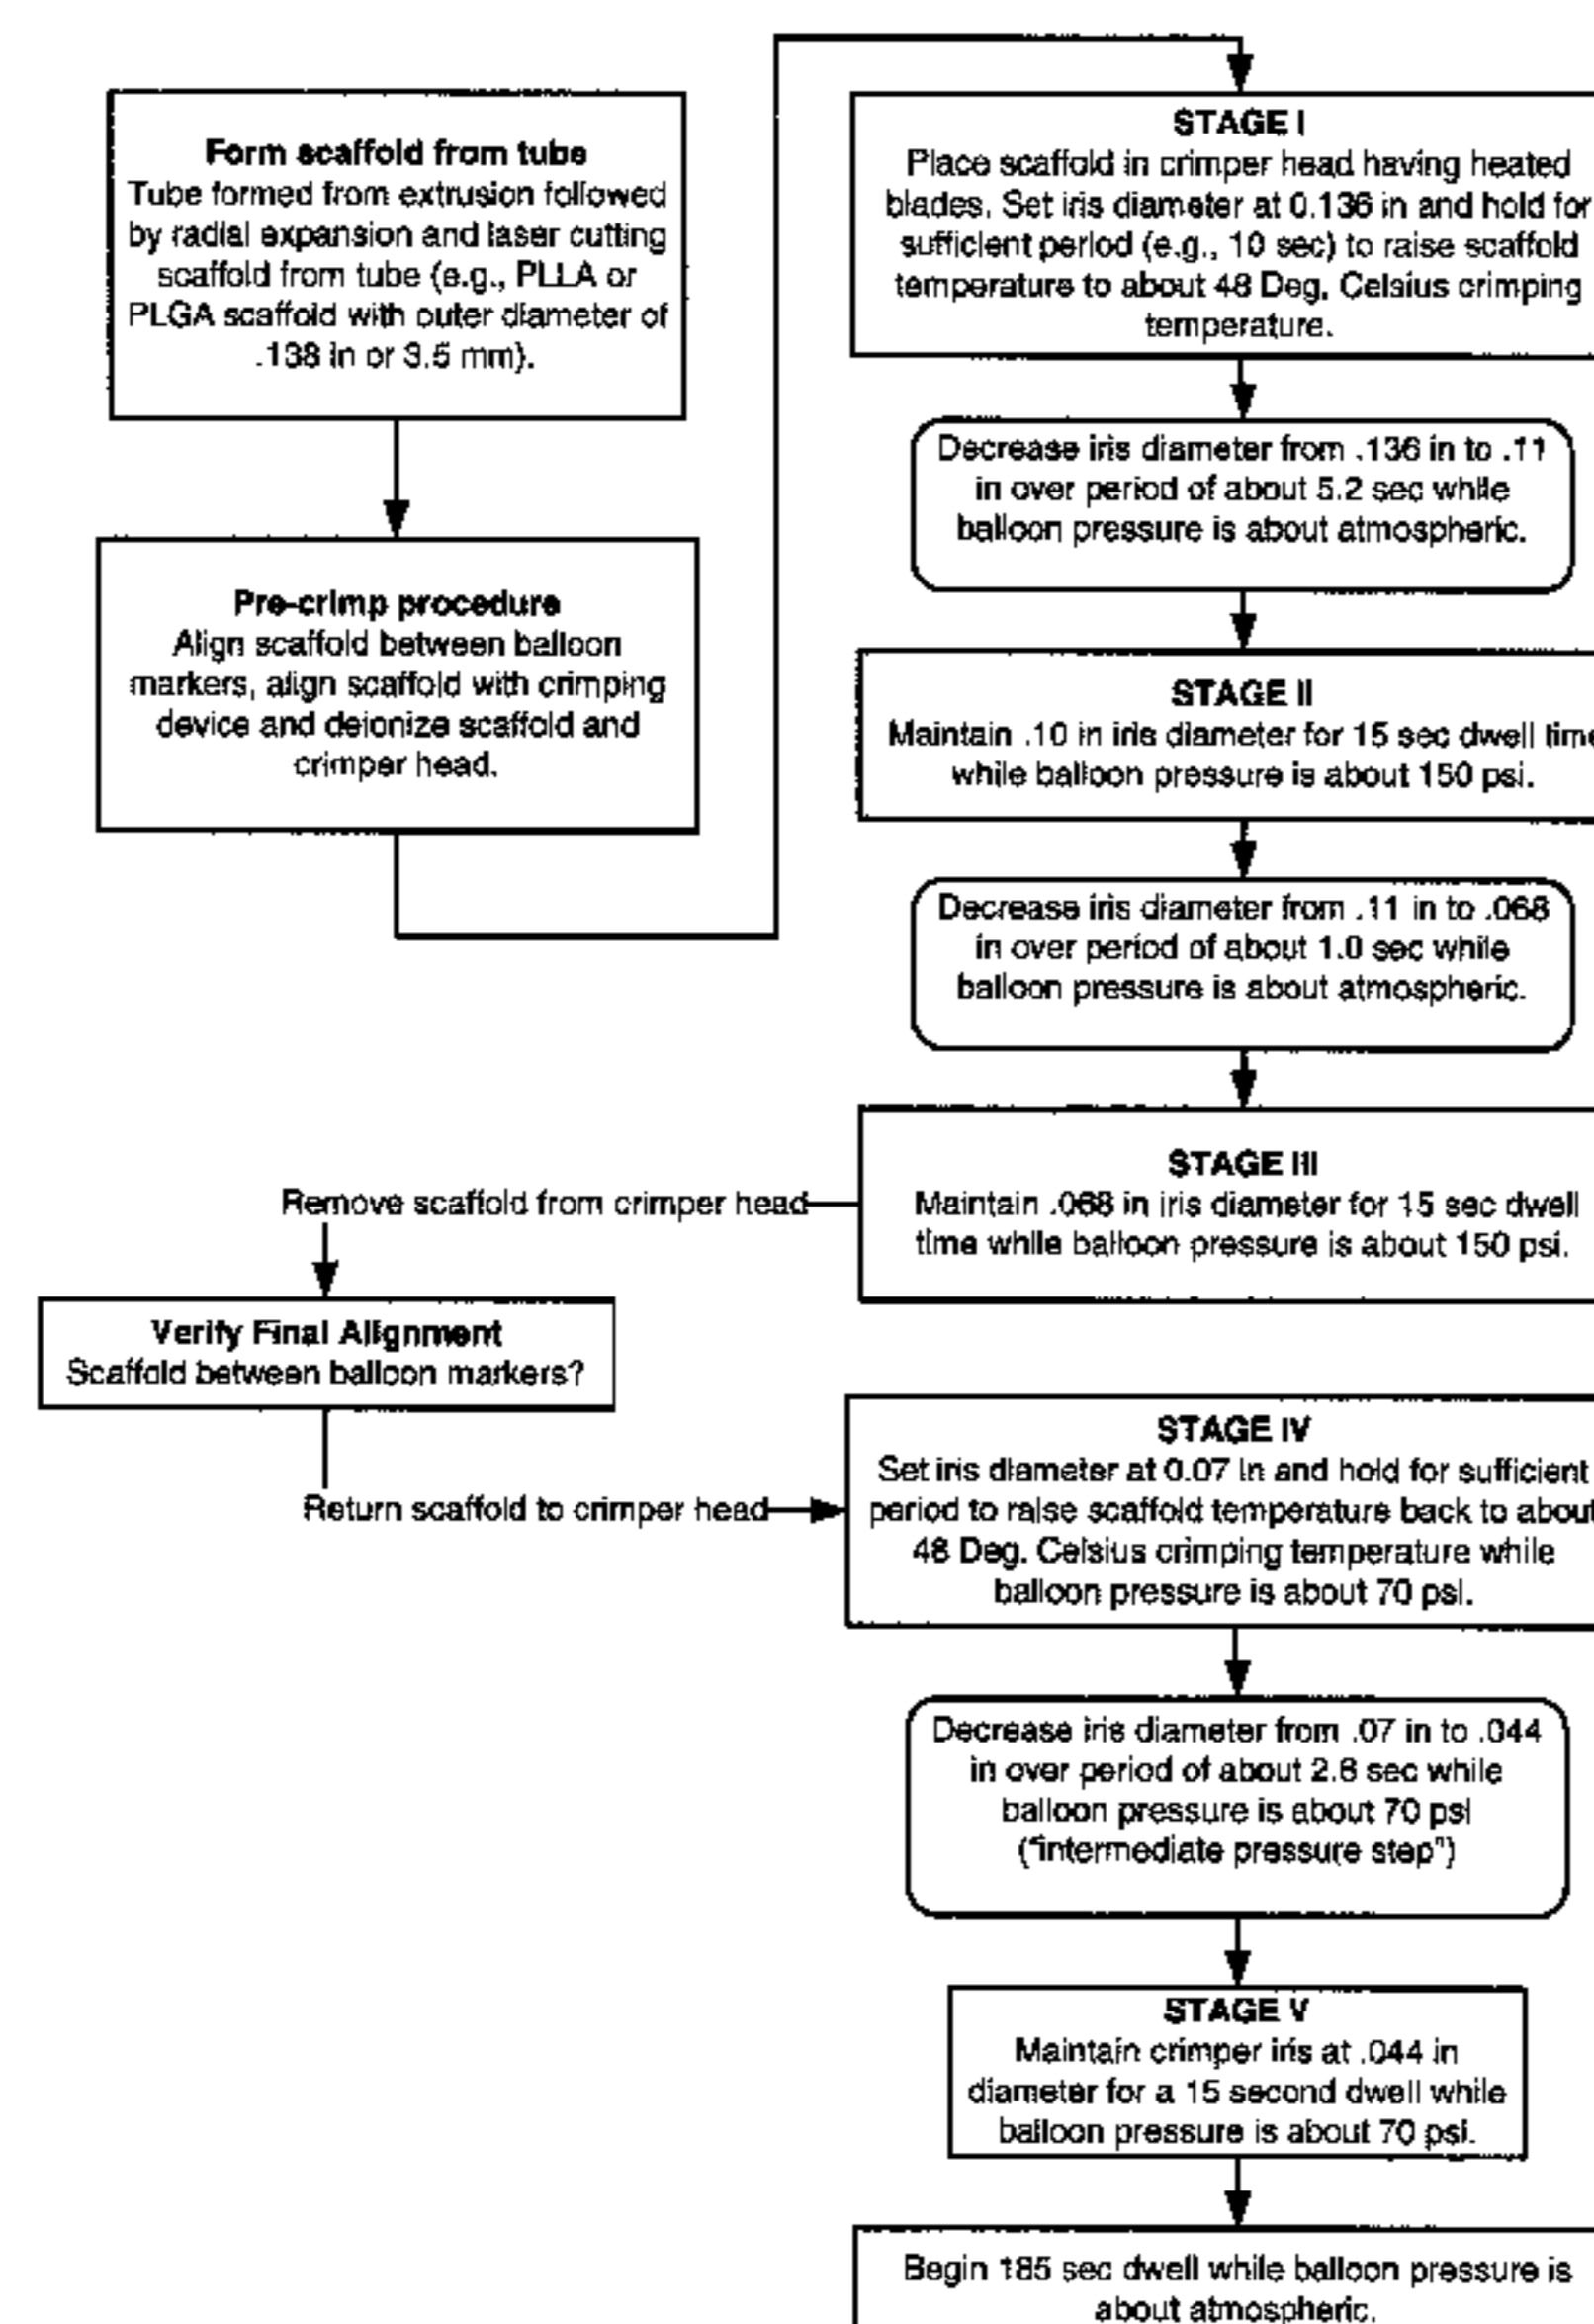 Form scaffold from tube
Tube formed from extrusion followed
by radial expansion and laser cutting
scaffold from tube (e.g., PLLA or
PLGA scaffold with outer diameter of
.138 in or 3.5 mm).
Pre-crimp procedure
Align scaffold between balloon
markers, align scaffold with crimping
device and deionize scaffold and
crimper head.
STAGE I
Place scaffold in crimper head having heated
blades. Set iris diameter at 0.136 in and hold for
sufficient period (e.g., 10 sec) to raise scaffold
temperature to about 48 Deg. Celsius crimping
temperature.
Decrease iris diameter from .136 in to .11
in over period of about 5.2 sec while
balloon pressure is about atmospheric.
STAGE II
Maintain .10 in iris diameter for 15 sec dwell time
while balloon pressure is about 150 psi.
Decrease iris diameter from .11 in to .068
in over period of about 1.0 sec while
balloon pressure is about atmospheric.
STAGE III
Maintain .068 in iris diameter for 15 sec dwell
time while balloon pressure is about 150 psi.
Remove scaffold from crimper head
Verify Final Alignment
Scaffold between balloon markers?
Return scaffold to crimper head
STAGE IV
Set iris diameter at 0.07 in and hold for sufficient
period to raise scaffold temperature back to about
48 Deg. Celsius crimping temperature while
balloon pressure is about 70 psi.
Decrease iris diameter from .07 in to .044
in over period of about sec while
balloon pressure is about 70 psi
("intermediate pressure step")
STAGE V
Maintain crimper iris at .044 in
diameter for a 15 second dwell while
balloon pressure is about 70 psi.
Begin 185 sec dwell while balloon pressure is
about atmospheric.